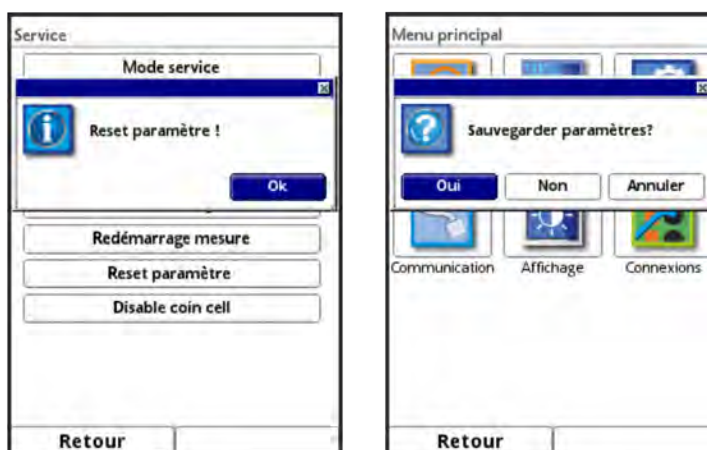 Service
Mode service
Reset paramètre !
Ok
Redémarrage mesure
Reset paramètre
Disable coin cell
Retour
Menu principal
Sauvegarder paramètres?
Oui Non Annuler
Communication Affichage Connexions
Retour